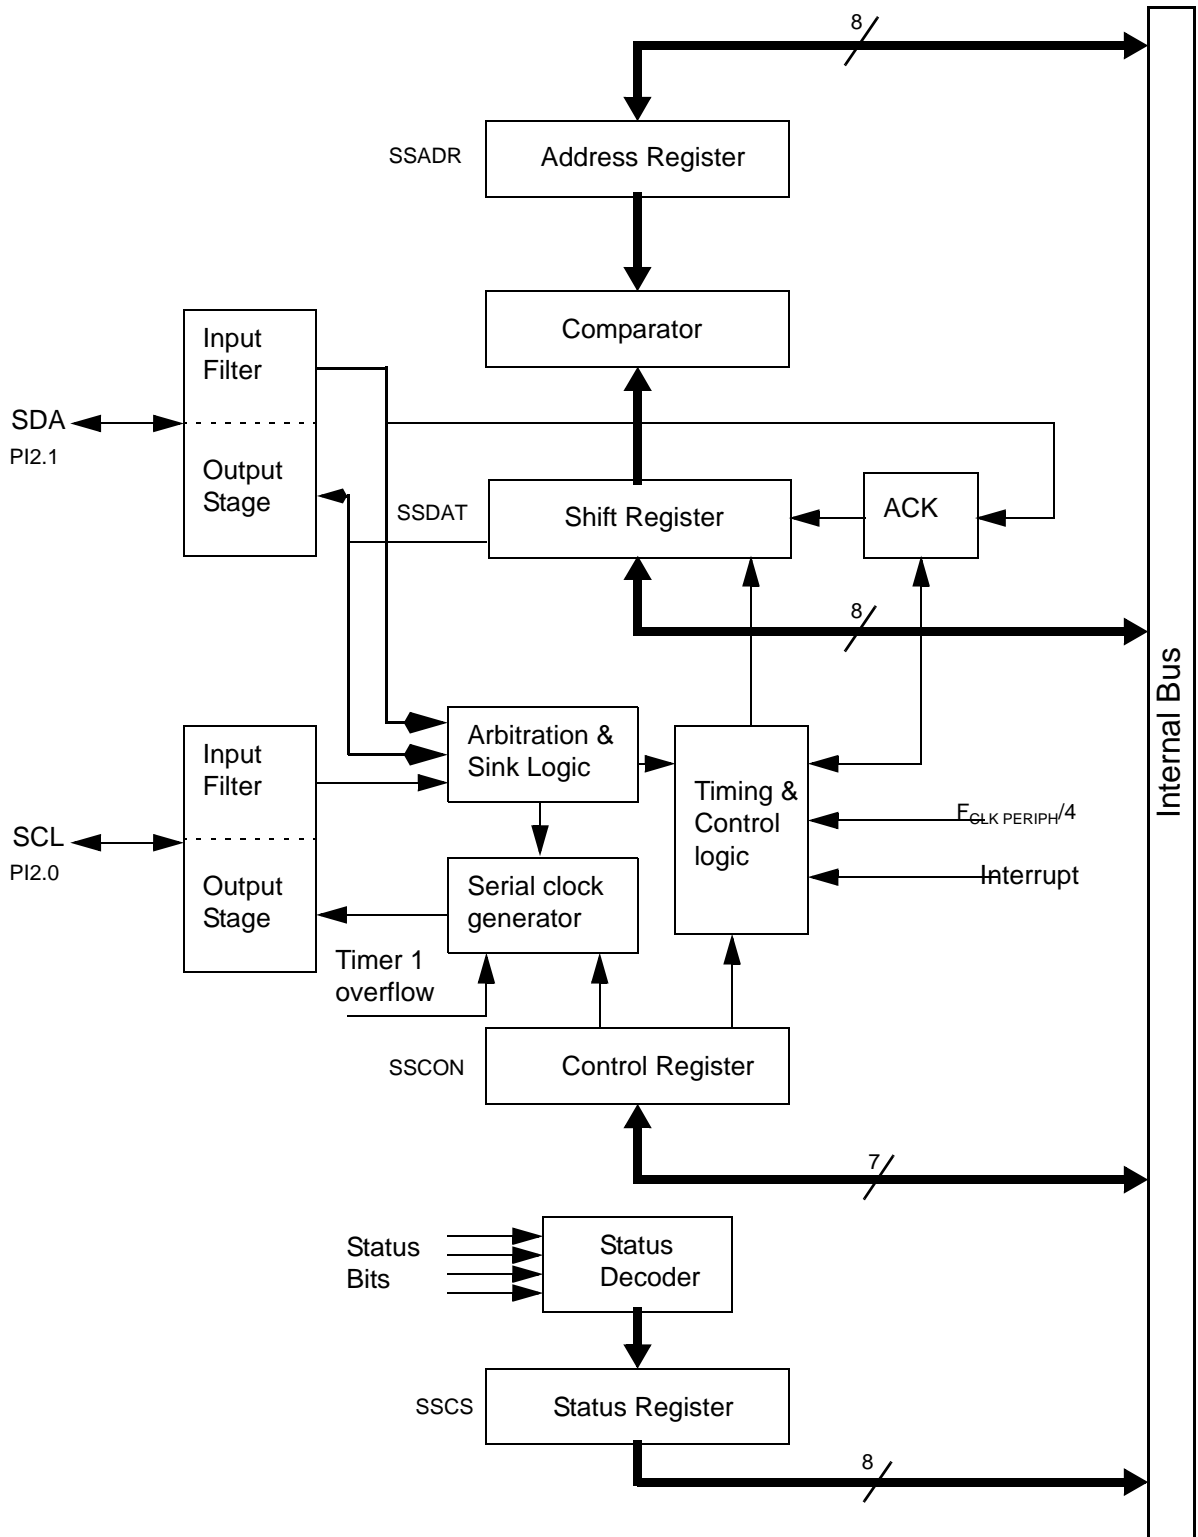 8
SSADR
Address Register
Comparator
Input
Filter
SDA
PI2.1
Output
Stage
SSDAT
Shift Register
ACK
8
Internal Bus
Arbitration &
Sink Logic
Input
Filter
Timing &
Control
logic
FCLK PERIPH/4
SCL
PI2.0
Output
Stage
Serial clock
generator
Interrupt
Timer 1
overflow
SSCON
Control Register
7
Status
Bits
Status
Decoder
SSCS
Status Register
8